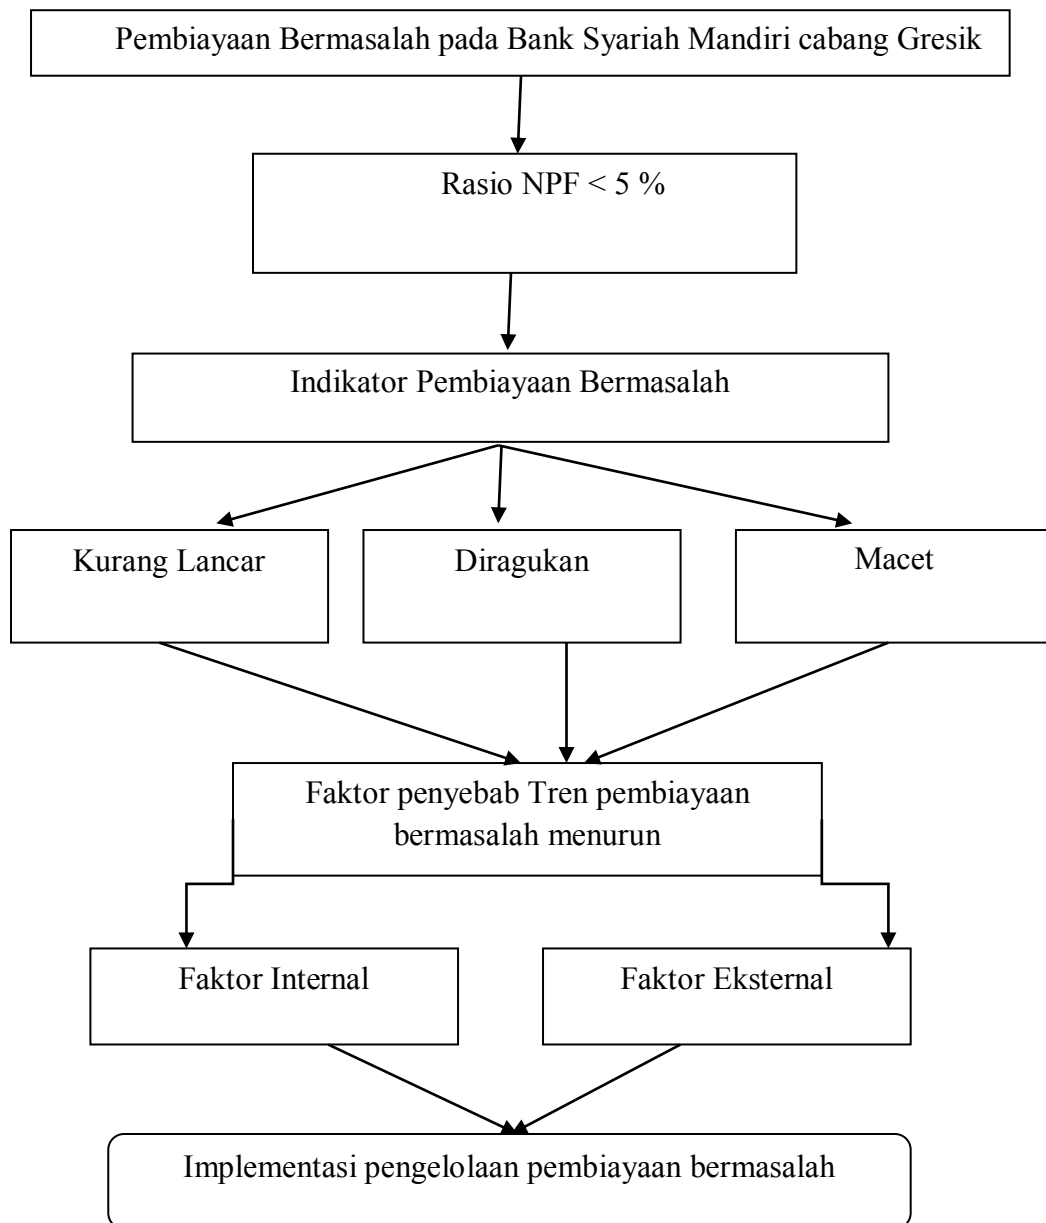 Pembiayaan Bermasalah pada Bank Syariah Mandiri cabang Gresik
Rasio NPF < 5 %
Indikator Pembiayaan Bermasalah
Kurang Lancar
Diragukan
Macet
Faktor penyebab Tren pembiayaan
bermasalah menurun
Faktor Internal
Faktor Eksternal
Implementasi pengelolaan pembiayaan bermasalah